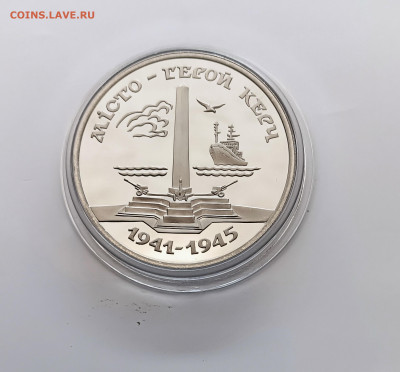 COINS.LAVE.RU
МІСТО - ГЕРОЙ КЕРЧ
1941-1945